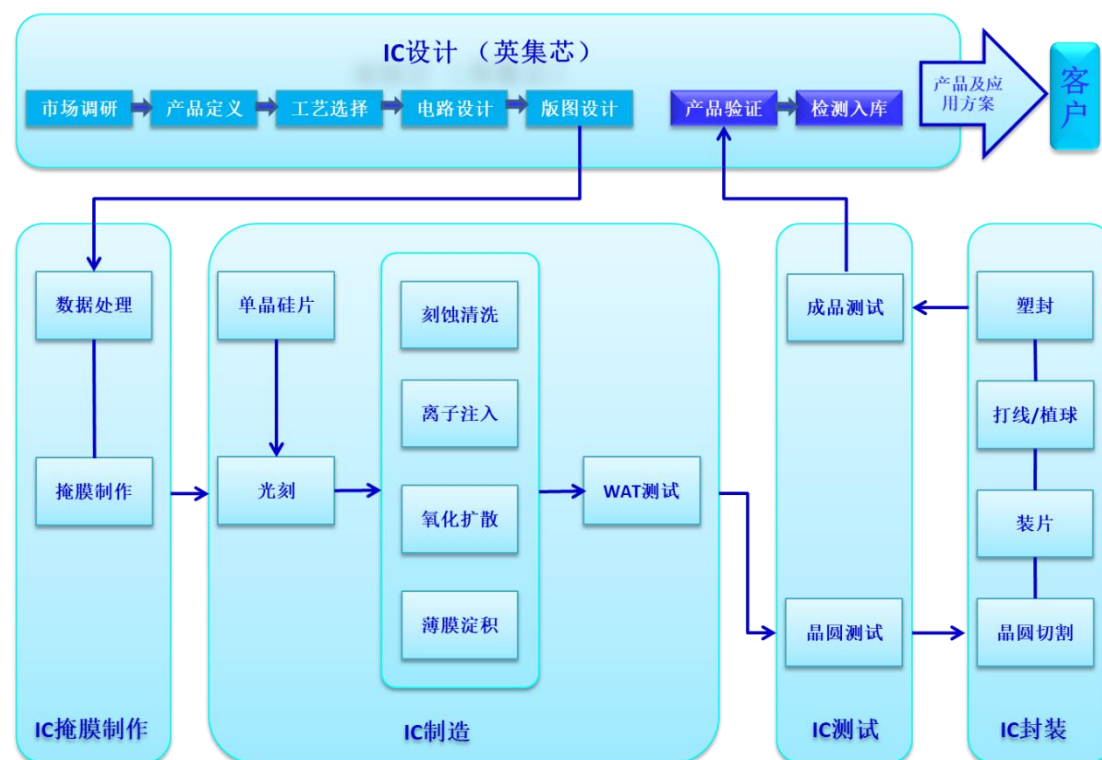 IC设计 （英集芯）
市场调研
产品定义
工艺选择
电路设计
版图设计
产品验证
检测入库
产品及应
用方案
客
户
数据处理
掩膜制作
IC掩膜制作
单晶硅片
光刻
刻蚀清洗
离子注入
氧化扩散
薄膜淀积
WAT测试
IC制造
成品测试
晶圆测试
IC测试
塑封
打线/植球
装片
晶圆切割
IC封装